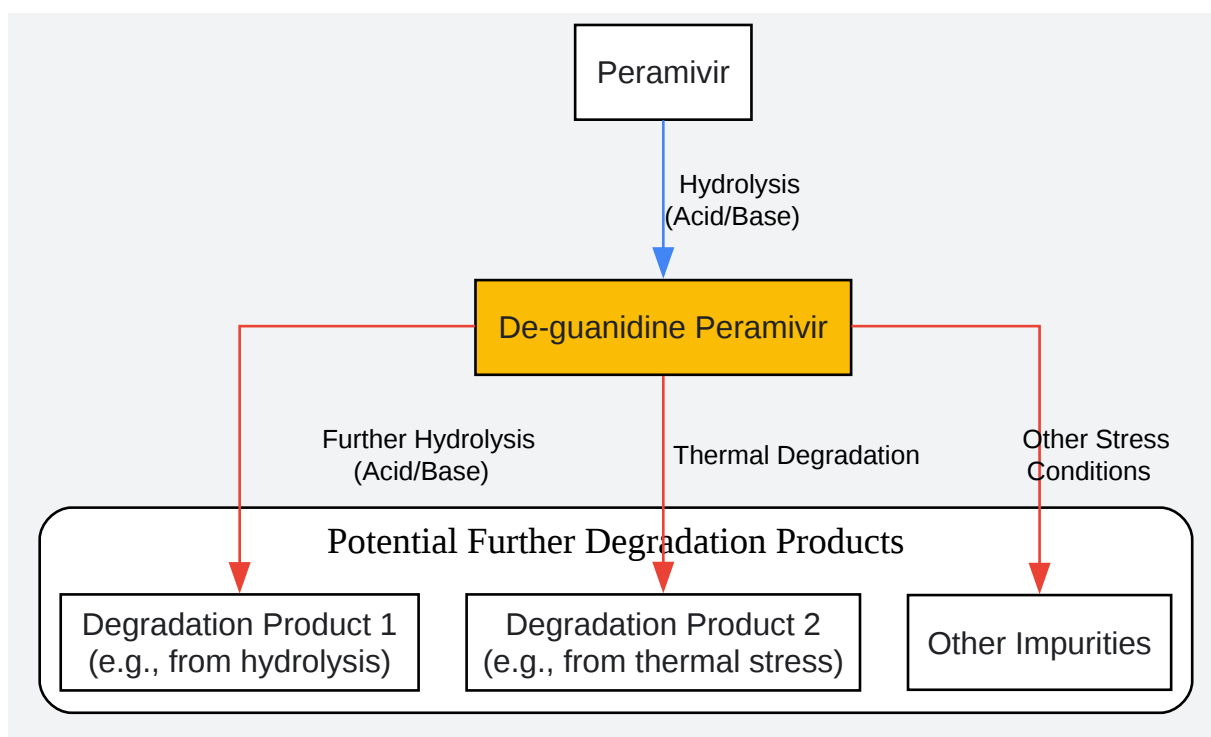 Peramivir
Hydrolysis
(Acid/Base)
De-guanidine Peramivir
Further Hydrolysis
(Acid/Base)
Thermal Degradation
Other Stress
Conditions
Potential Further Degradation Products
Degradation Product 1
(e.g., from hydrolysis)
Degradation Product 2
(e.g., from thermal stress)
Other Impurities